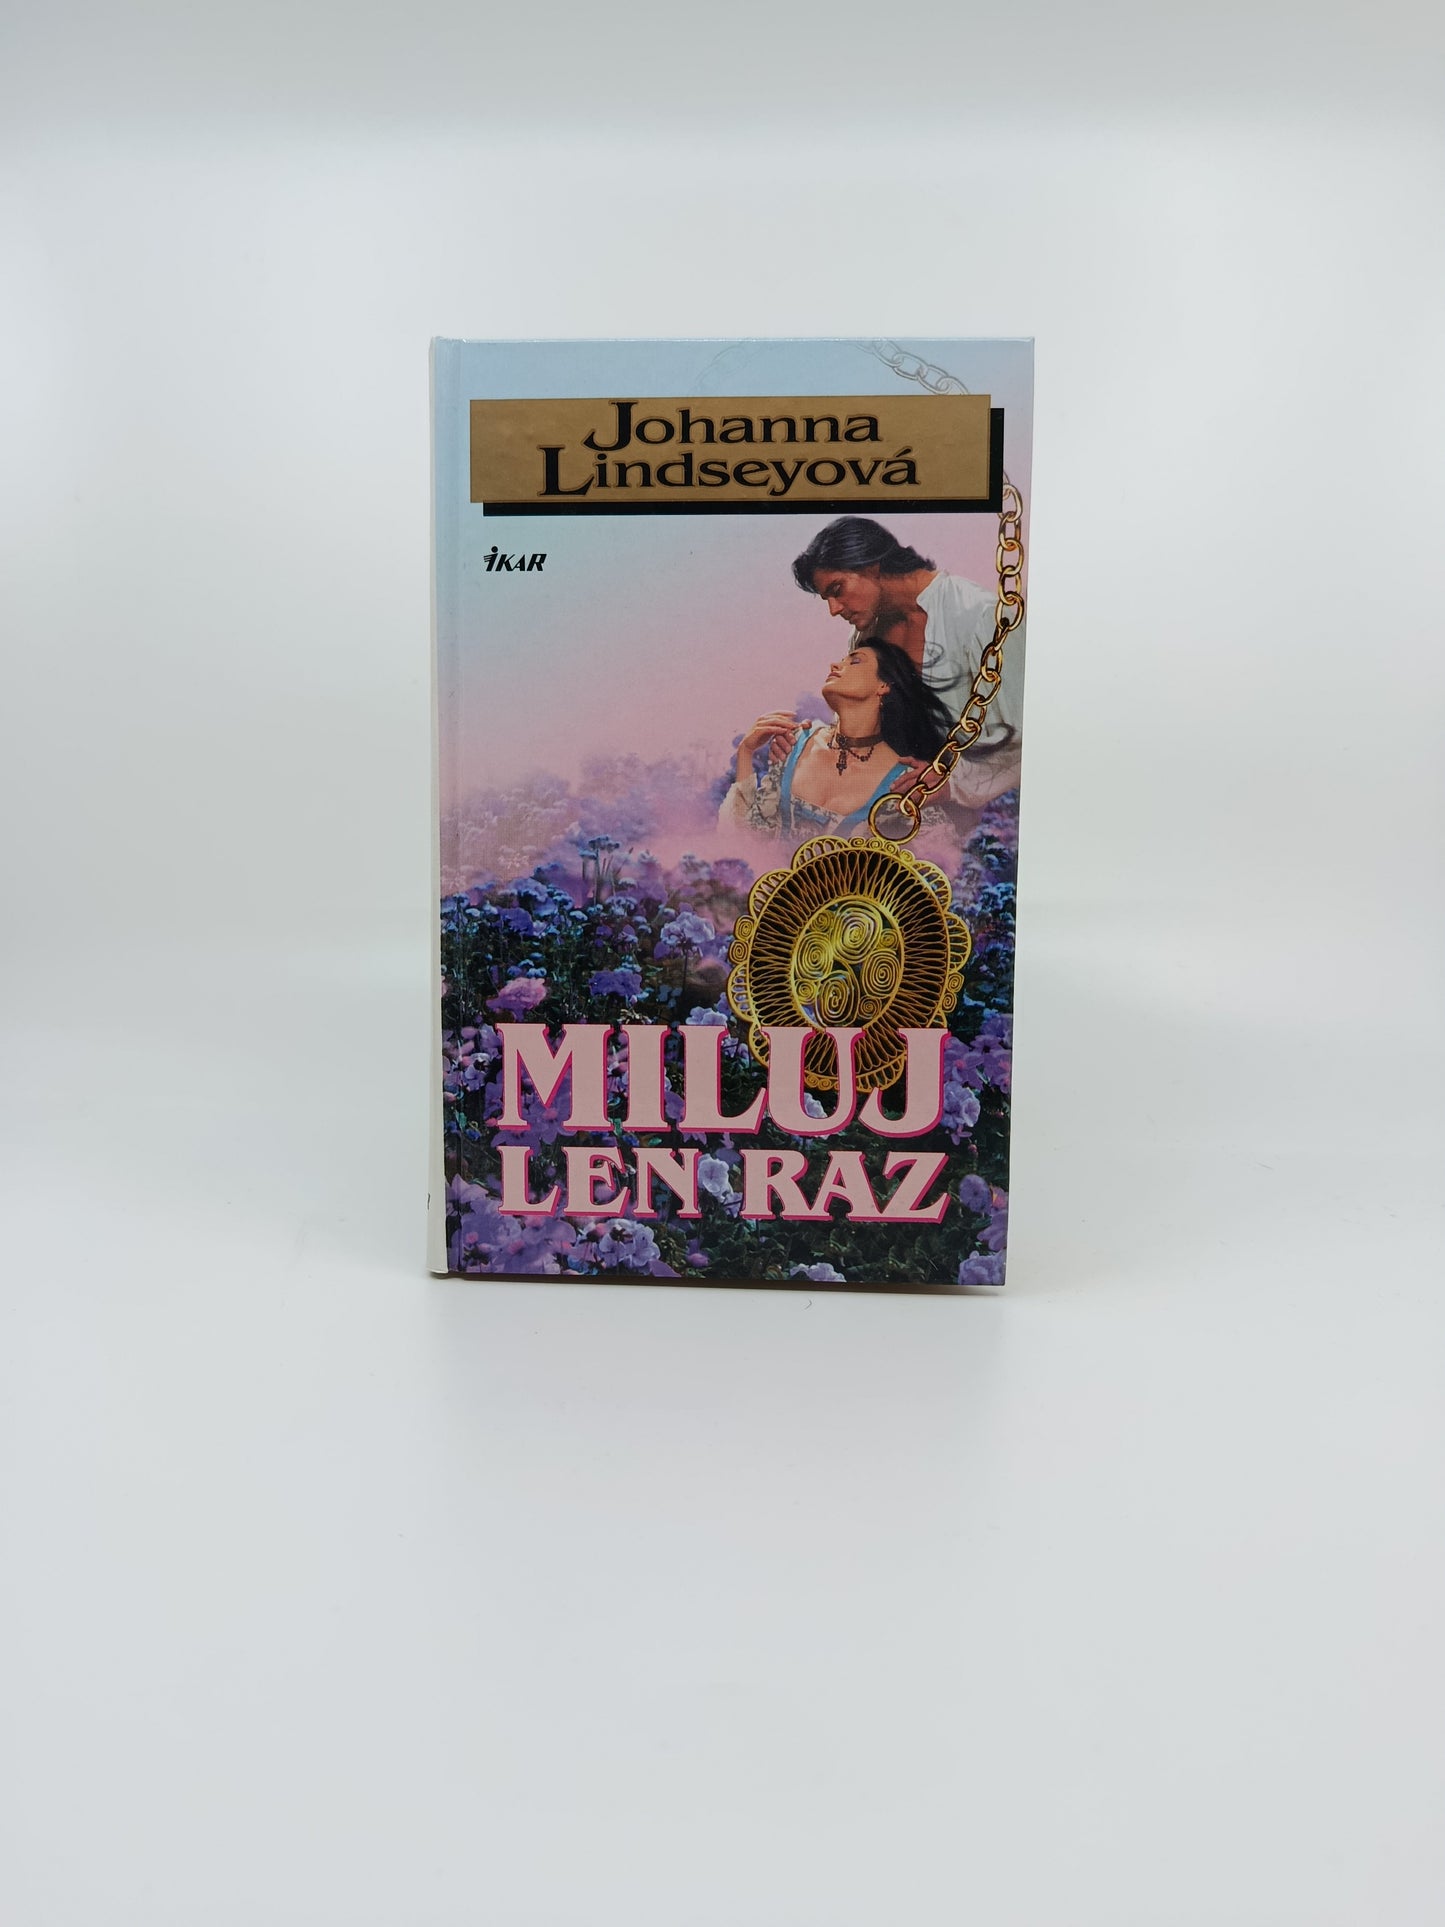 Johanna
Lindseyová
IKAR
MILUJ
LEN RAZ